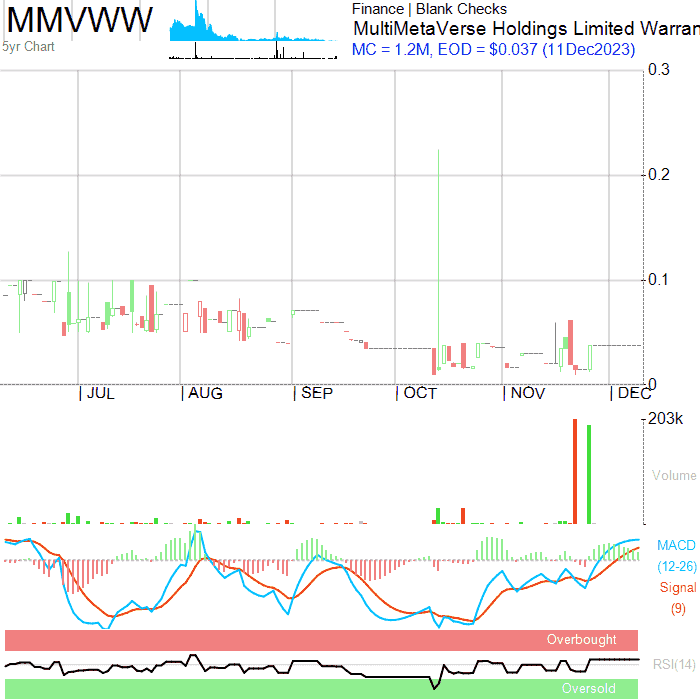 MMVWW
Finance | Blank Checks
MultiMetaVerse Holdings Limited Warran
5yr Chart
MC = 1.2M, EOD = $0.037 (11Dec2023)
0.3
0.2
0.1
0
| JUL | AUG | SEP | OCT | NOV | DEC
203k
Volume
MACD
(12-26)
Signal
(9)
Overbought
RSI(14)
Oversold